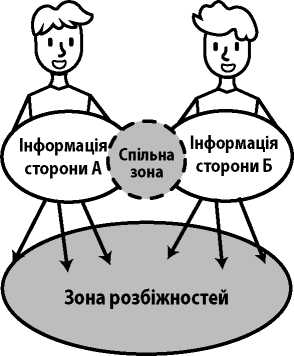 Інформація
сторони А
Спільна
зона
Інформація
сторони Б
Зона розбіжностей